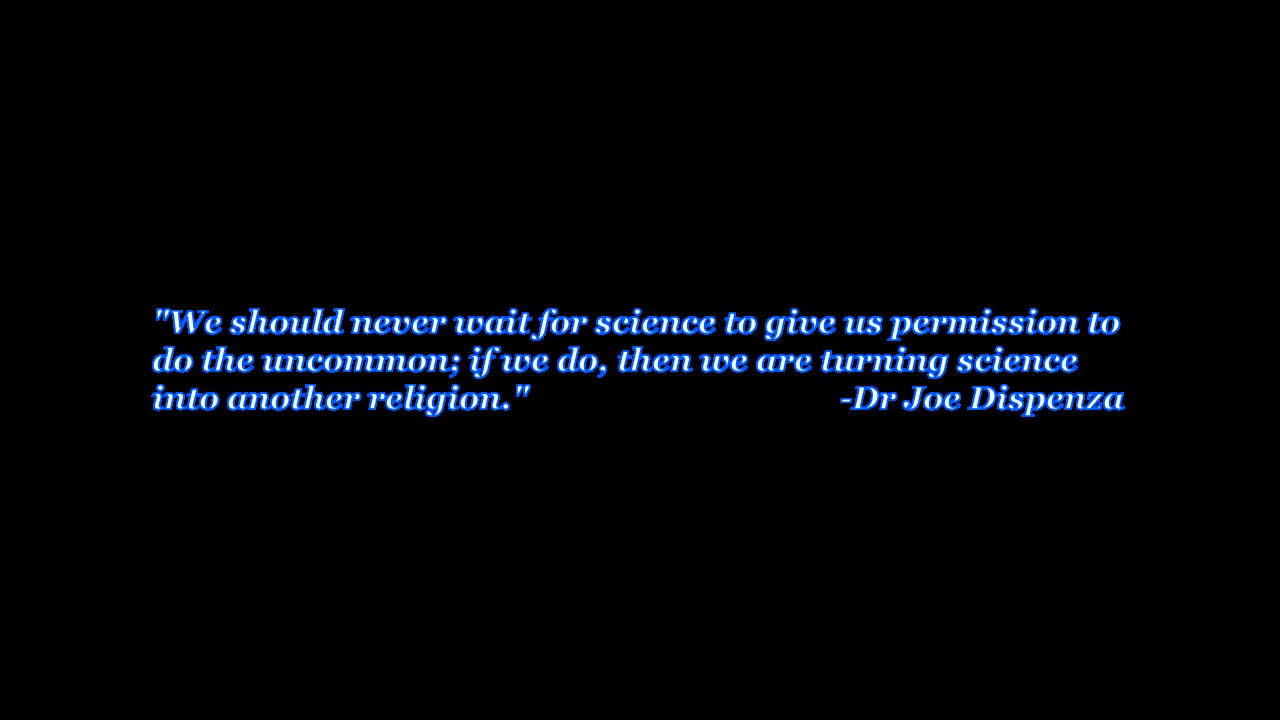 "We should never wait for science to give us permission to
do the uncommon; if we do, then we are turning science
into another religion." -Dr Joe Dispenza